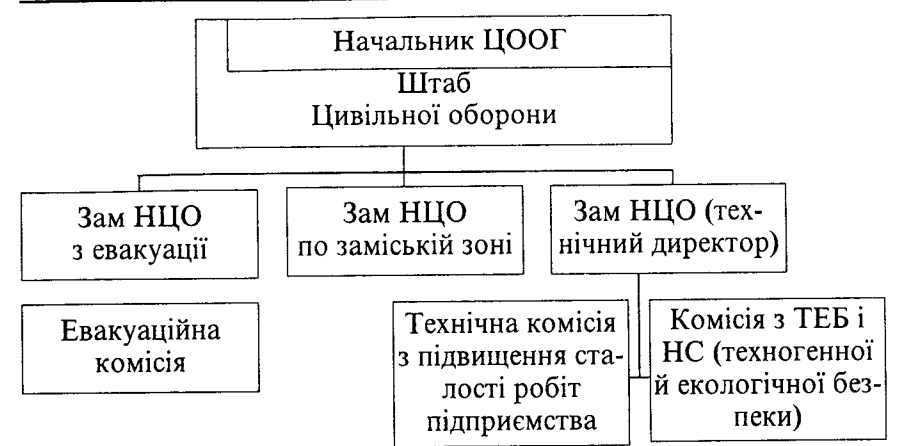 Начальник ЦООГ
Штаб
Цивільної оборони
Зам НЦО
з евакуації
Зам НЦО
по заміській зоні
Зам НЦО (тех-
нічний директор)
Евакуаційна
комісія
Технічна комісія
з підвищення ста-
лості робіт
підприємства
Комісія з ТЕБ і
НС (техногенної
й екологічної без-
пеки)